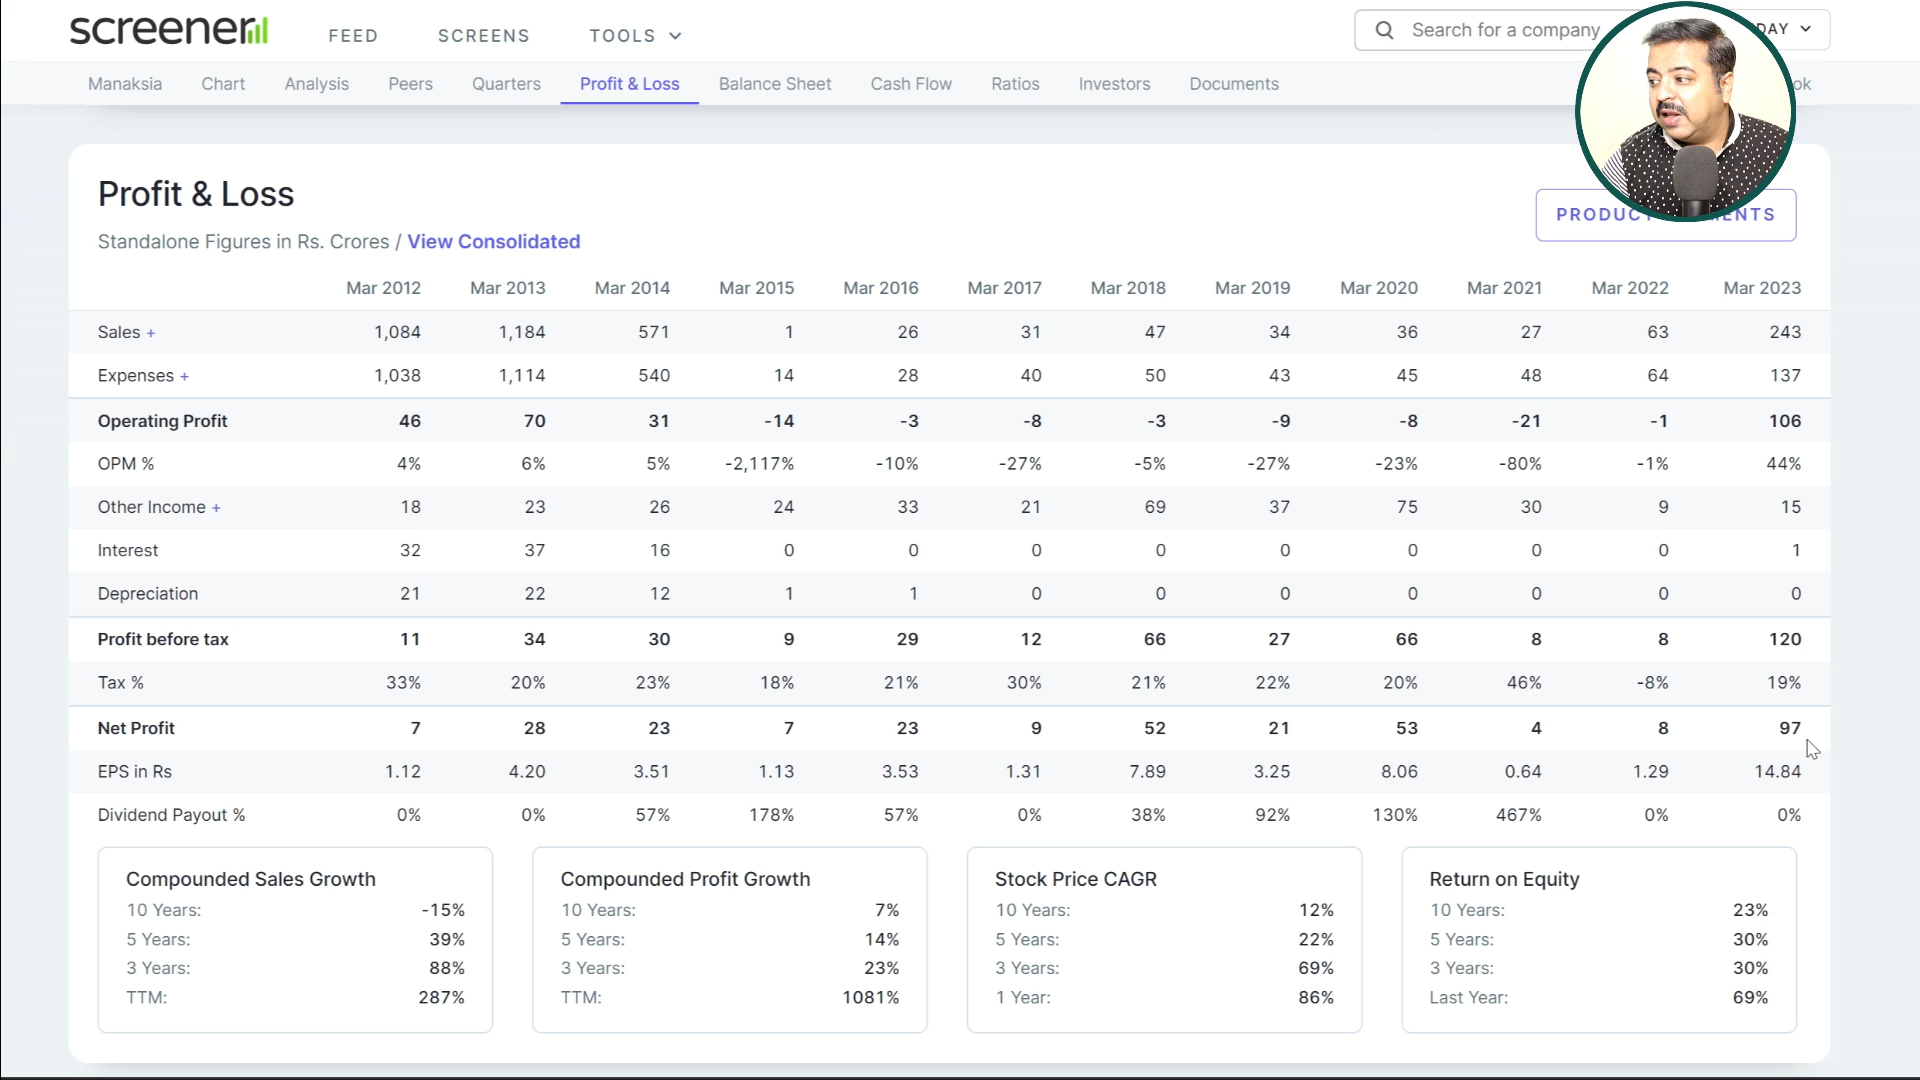 screener
FEED SCREENS TOOLS
Search for a company
DAY
Manaksia Chart Analysis Peers Quarters Profit & Loss Balance Sheet Cash Flow Ratios Investors Documents
Profit & Loss
Standalone Figures in Rs. Crores / View Consolidated
Mar 2012 Mar 2013 Mar 2014 Mar 2015 Mar 2016 Mar 2017 Mar 2018 Mar 2019 Mar 2020 Mar 2021 Mar 2022 Mar 2023
Sales + 1,084 1,184 571 1 26 31 47 34 36 27 63 243
Expenses + 1,038 1,114 540 14 28 40 50 43 45 48 64 137
Operating Profit 46 70 31 -14 -3 -8 -3 -9 -8 -21 -1 106
OPM % 4% 6% 5% -2,117% -10% -27% -5% -27% -23% -80% -1% 44%
Other Income + 18 23 26 24 33 21 69 37 75 30 9 15
Interest 32 37 16 0 0 0 0 0 0 0 0 1
Depreciation 21 22 12 1 1 0 0 0 0 0 0 0
Profit before tax 11 34 30 9 29 12 66 27 66 8 8 120
Tax % 33% 20% 23% 18% 21% 30% 21% 22% 20% 46% -8% 19%
Net Profit 7 28 23 7 23 9 52 21 53 4 8 97
EPS in Rs 1.12 4.20 3.51 1.13 3.53 1.31 7.89 3.25 8.06 0.64 1.29 14.84
Dividend Payout % 0% 0% 57% 178% 57% 0% 38% 92% 130% 467% 0% 0%
Compounded Sales Growth
10 Years: -15%
5 Years: 39%
3 Years: 88%
TTM: 287%
Compounded Profit Growth
10 Years: 7%
5 Years: 14%
3 Years: 23%
TTM: 1081%
Stock Price CAGR
10 Years: 12%
5 Years: 22%
3 Years: 69%
1 Year: 86%
Return on Equity
10 Years: 23%
5 Years: 30%
3 Years: 30%
Last Year: 69%